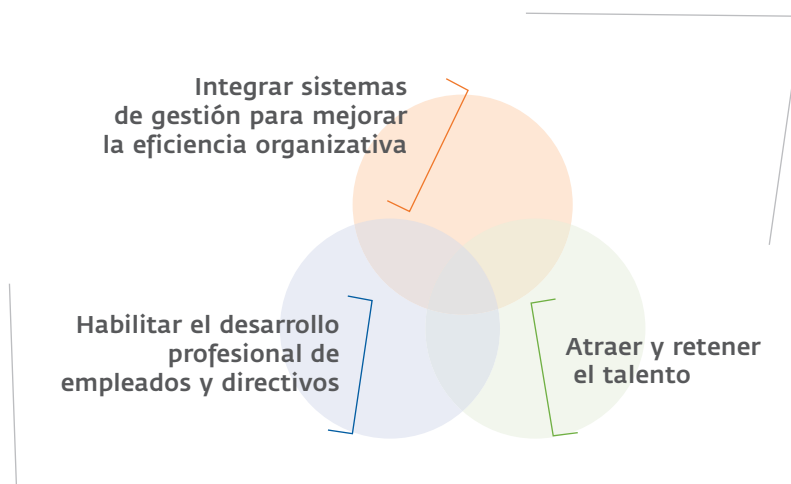 Integrar sistemas
de gestión para mejorar
la eficiencia organizativa
Habilitar el desarrollo
profesional de
empleados y directivos
Atraer y retener
el talento